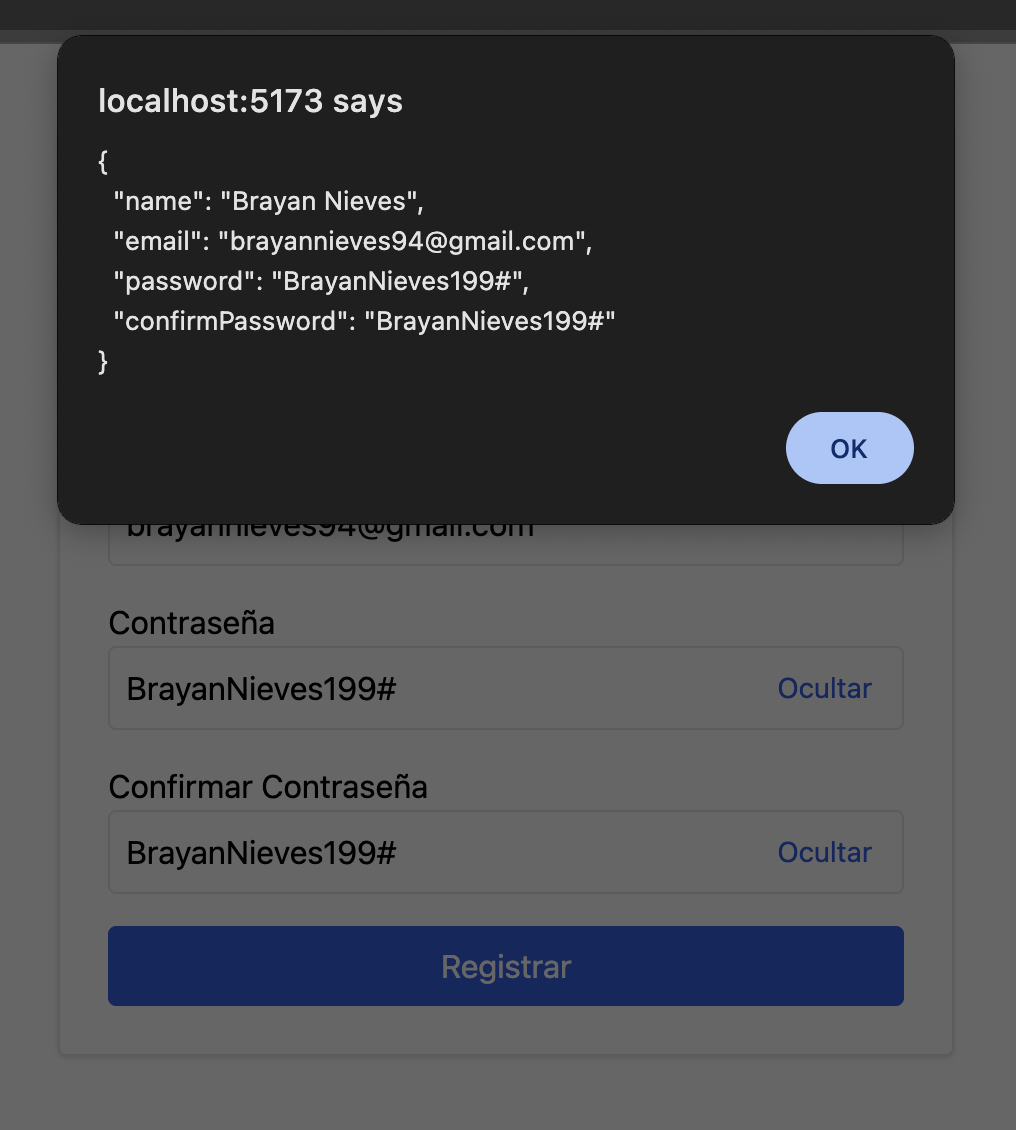 localhost:5173 says
{
"name": "Brayan Nieves",
"email": "brayannieves94@gmail.com",
"password": "BrayanNieves199#",
"confirmPassword": "BrayanNieves199#"
}
OK
brayannieves94@gmail.com
Contraseña
BrayanNieves199#
Ocultar
Confirmar Contraseña
BrayanNieves199#
Ocultar
Registrar